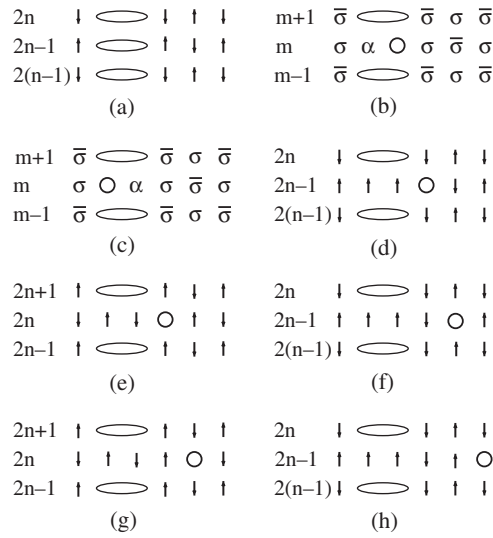 2n
2n–1
2(n–1)
(a)
m+1 σ̅ σ̅ σ σ̅
m σ α σ σ̅ σ
m–1 σ̅ σ̅ σ σ̅
(b)
m+1 σ̅ σ̅ σ σ̅
m σ α σ σ̅ σ
m–1 σ̅ σ̅ σ σ̅
(c)
2n
2n–1
2(n–1)
(d)
2n+1
2n
2n–1
(e)
2n
2n–1
2(n–1)
(f)
2n+1
2n
2n–1
(g)
2n
2n–1
2(n–1)
(h)